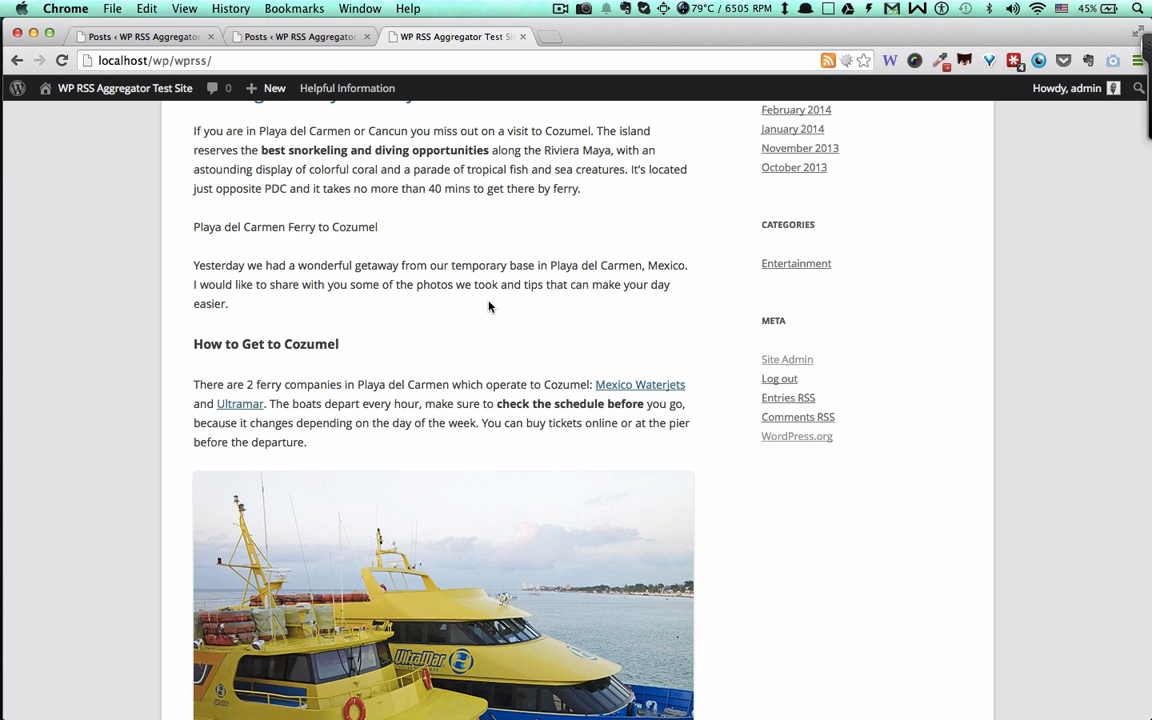 Chrome File Edit View History Bookmarks Window Help 79°C / 6505 RPM 45%
Posts ‹ WP RSS Aggregator Posts ‹ WP RSS Aggregator WP RSS Aggregator Test
localhost/wp/wprss/
WP RSS Aggregator Test Site 0 New Helpful Information Howdy, admin
If you are in Playa del Carmen or Cancun you miss out on a visit to Cozumel. The island
reserves the best snorkeling and diving opportunities along the Riviera Maya, with an
astounding display of colorful coral and a parade of tropical fish and sea creatures. It's located
just opposite PDC and it takes no more than 40 mins to get there by ferry.
Playa del Carmen Ferry to Cozumel
Yesterday we had a wonderful getaway from our temporary base in Playa del Carmen, Mexico.
I would like to share with you some of the photos we took and tips that can make your day
easier.
How to Get to Cozumel
There are 2 ferry companies in Playa del Carmen which operate to Cozumel: Mexico Waterjets
and Ultramar. The boats depart every hour, make sure to check the schedule before you go,
because it changes depending on the day of the week. You can buy tickets online or at the pier
before the departure.
UltraMar
February 2014
January 2014
November 2013
October 2013
CATEGORIES
Entertainment
META
Site Admin
Log out
Entries RSS
Comments RSS
WordPress.org